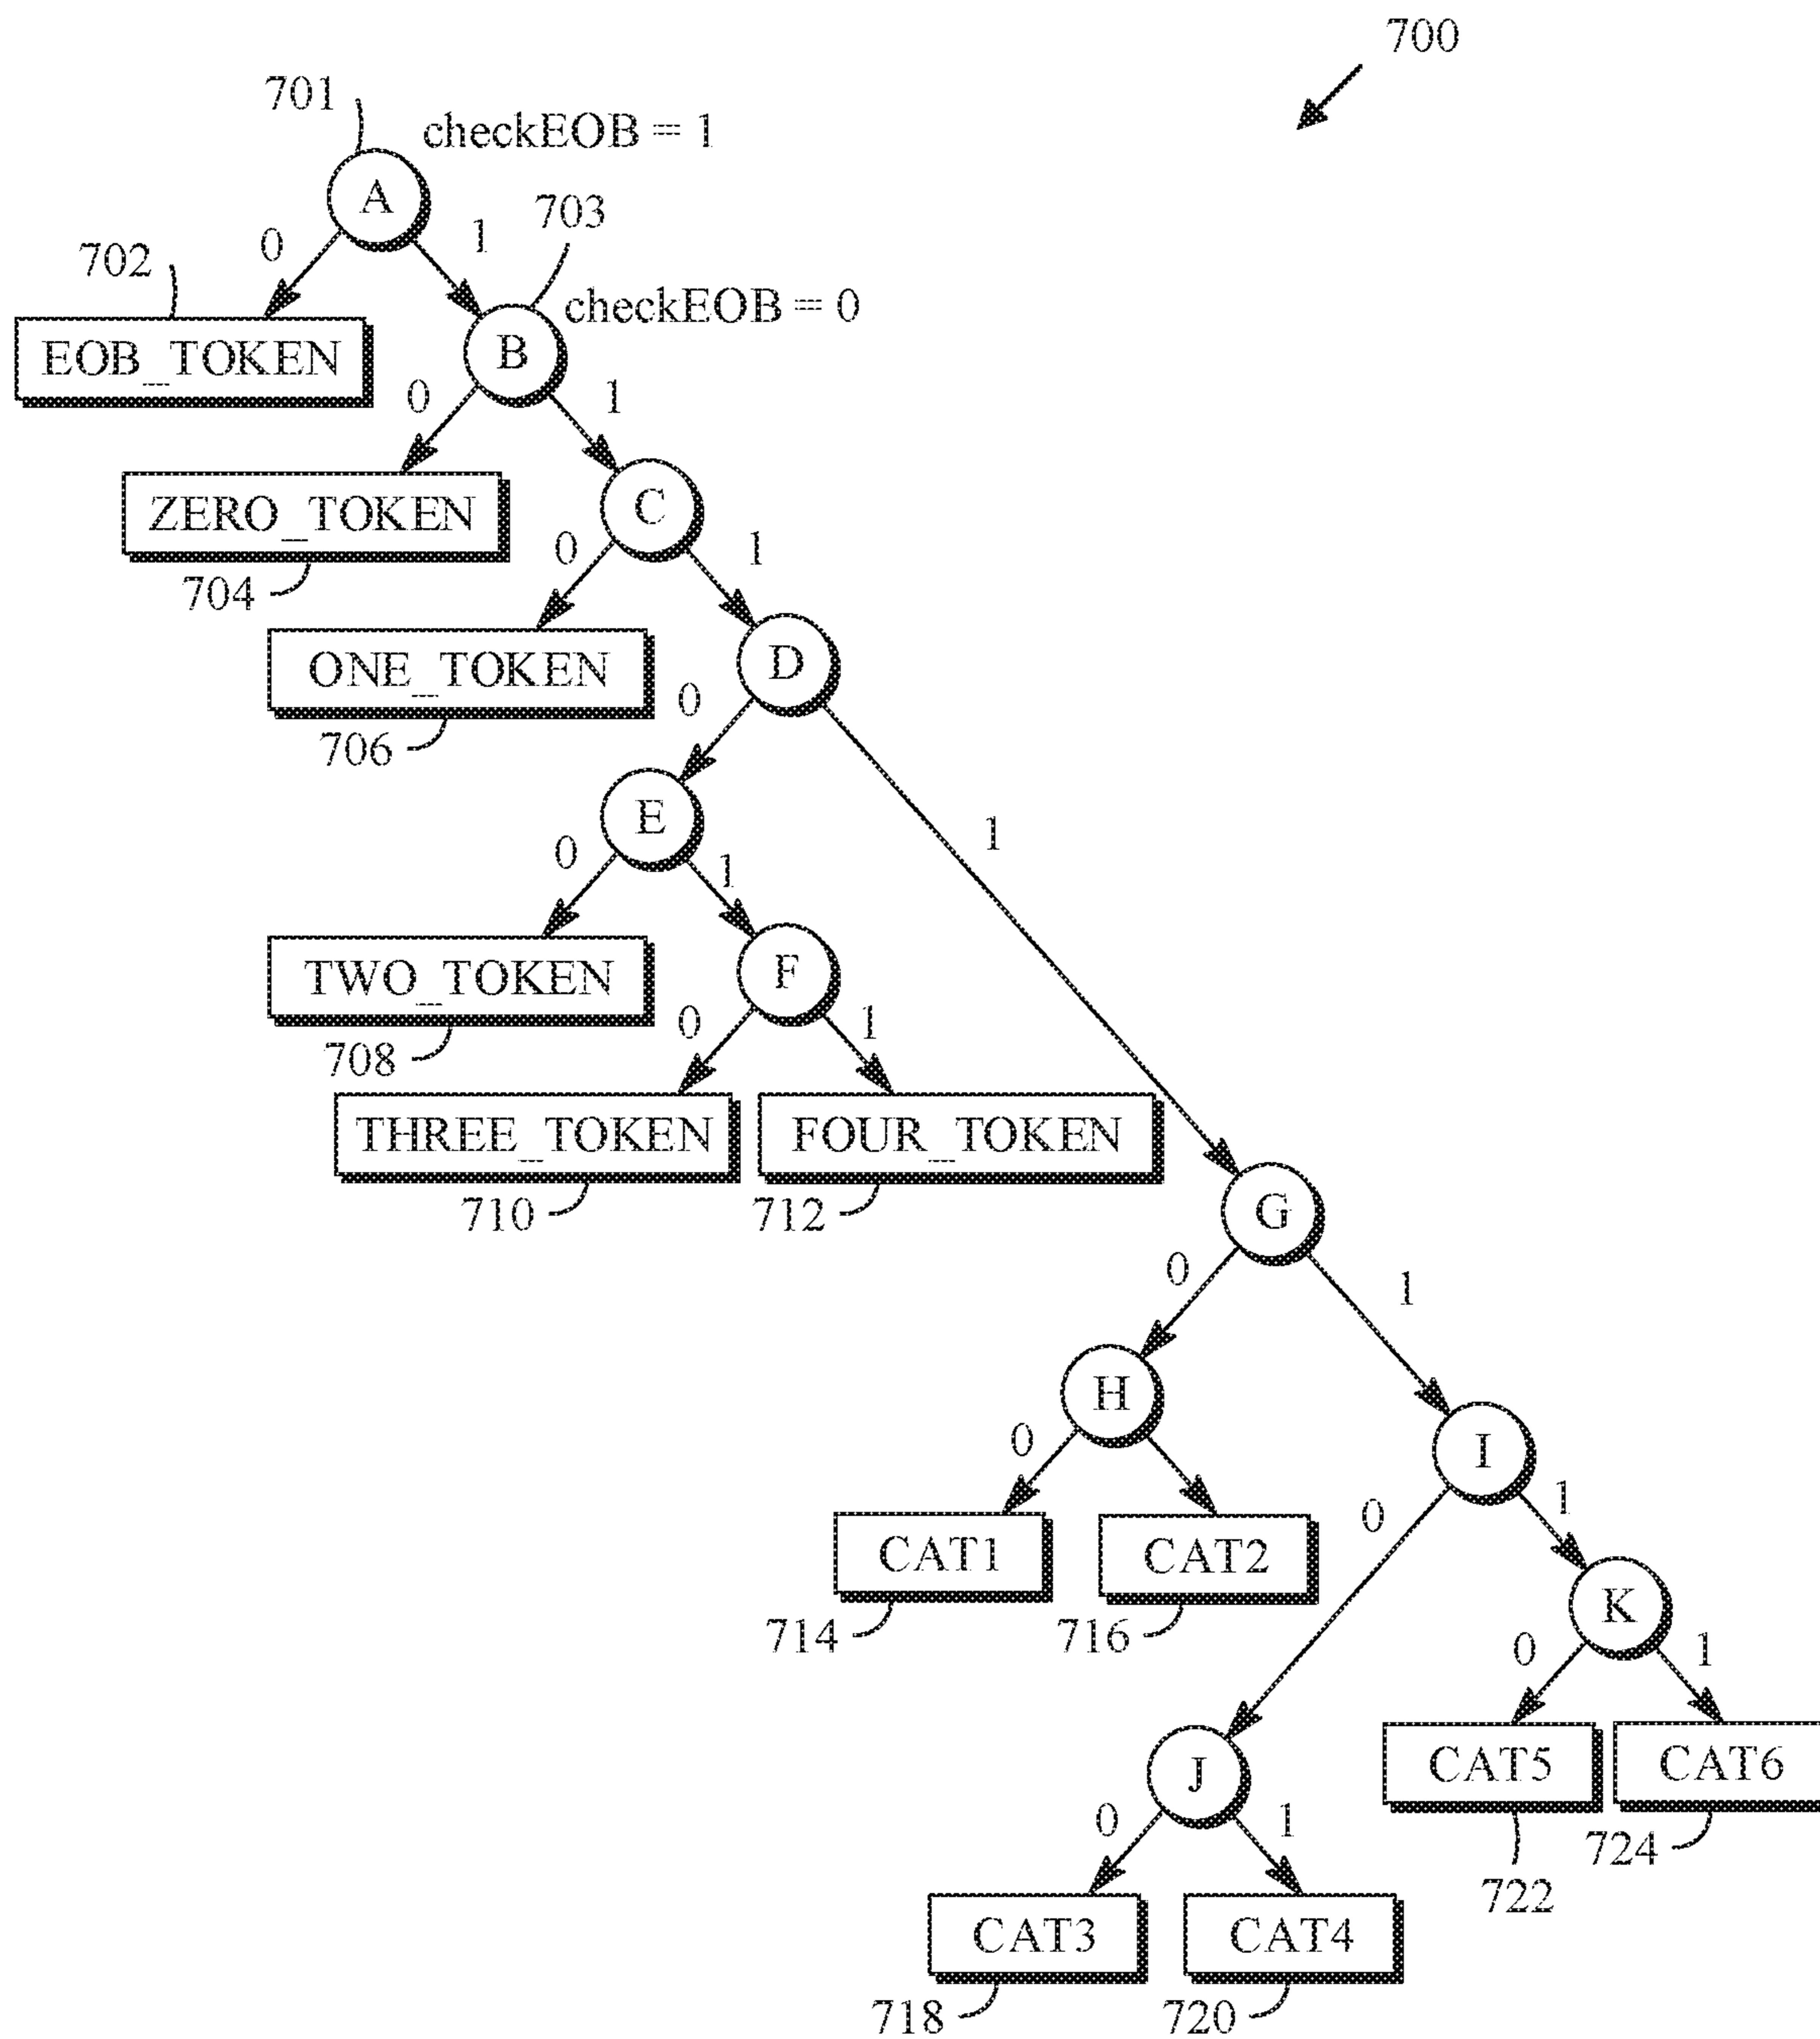 700
701
checkEOB = 1
A
703
0
1
702
checkEOB = 0
EOB_TOKEN
B
0
1
ZERO_TOKEN
C
704
0
1
ONE_TOKEN
D
706
0
E
1
0
1
TWO_TOKEN
F
708
0
1
THREE_TOKEN
FOUR_TOKEN
710
712
G
0
1
H
0
I
CAT1
CAT2
0
1
714
716
K
0
1
J
CAT5
CAT6
0
1
724
722
CAT3
CAT4
718
720